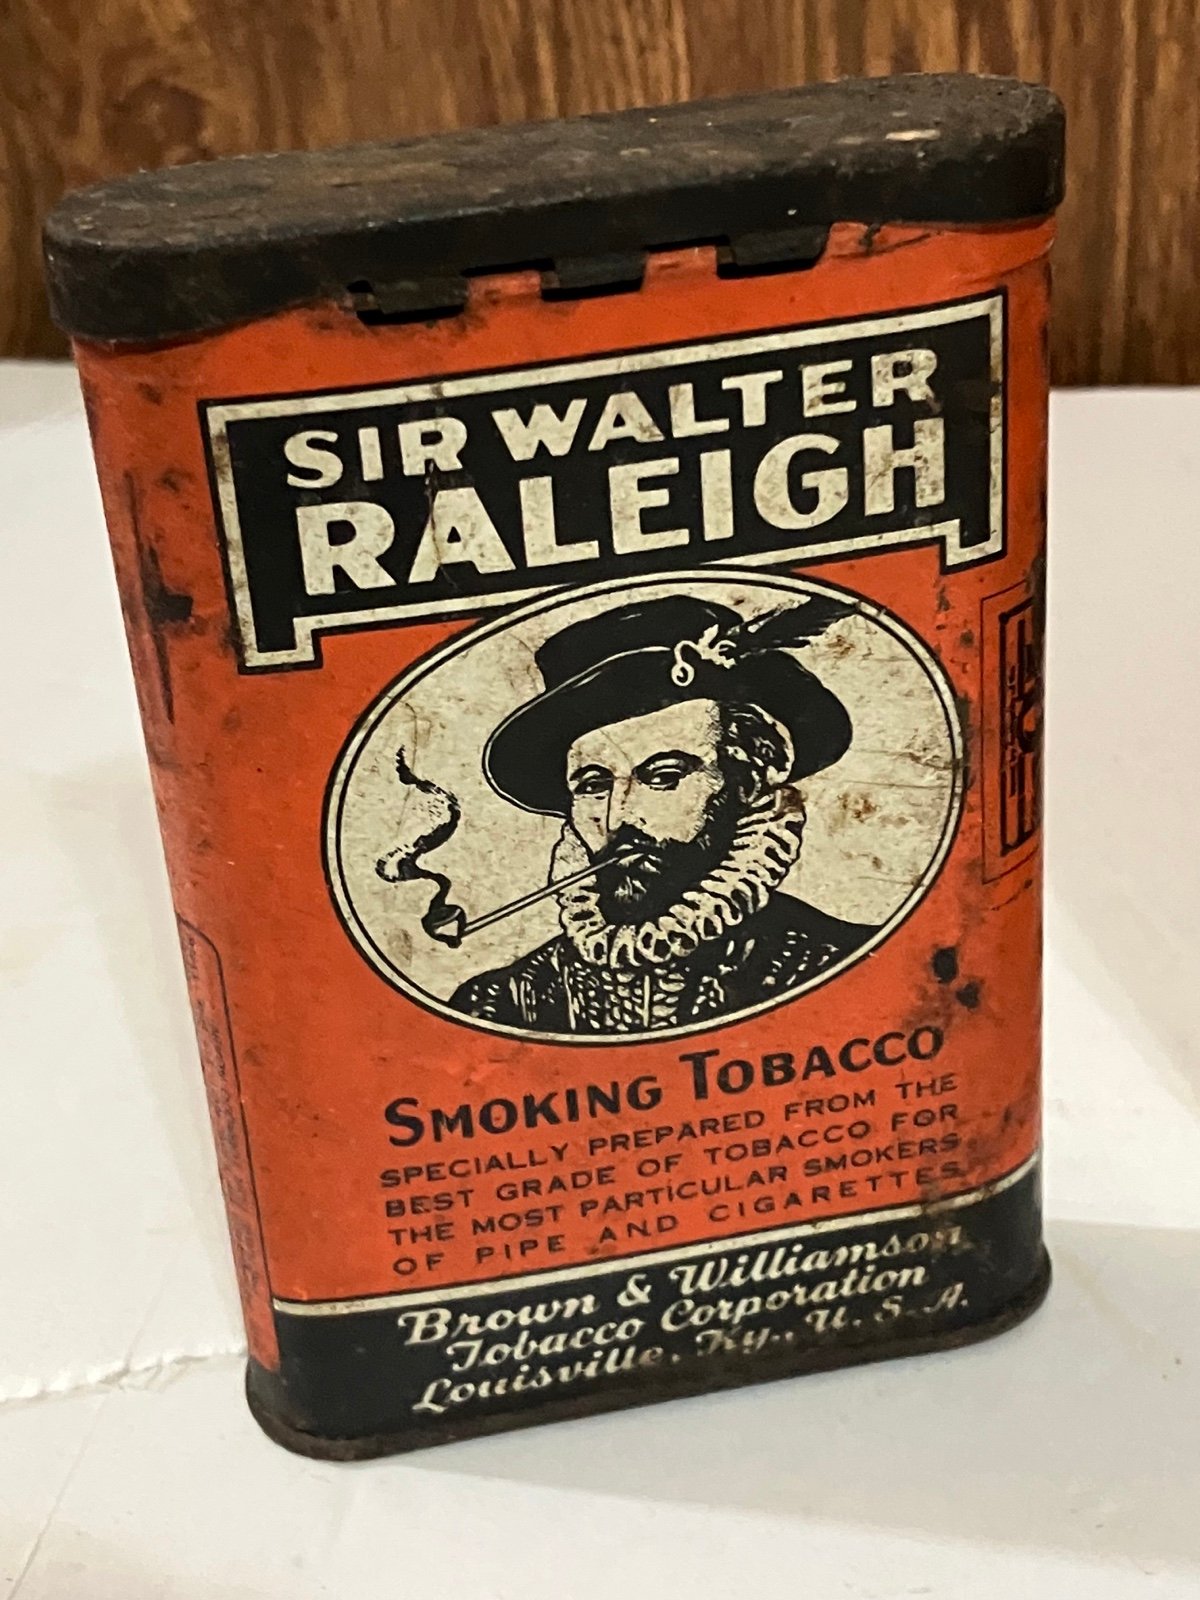 SIR WALTER
RALEIGH
SMOKING TOBACCO
SPECIALLY PREPARED FROM THE
BEST GRADE OF TOBACCO FOR
THE MOST PARTICULAR SMOKERS
OF PIPE AND CIGARETTES
Brown & Williamson
Tobacco Corporation
Louisville, Ky., U. S. A.